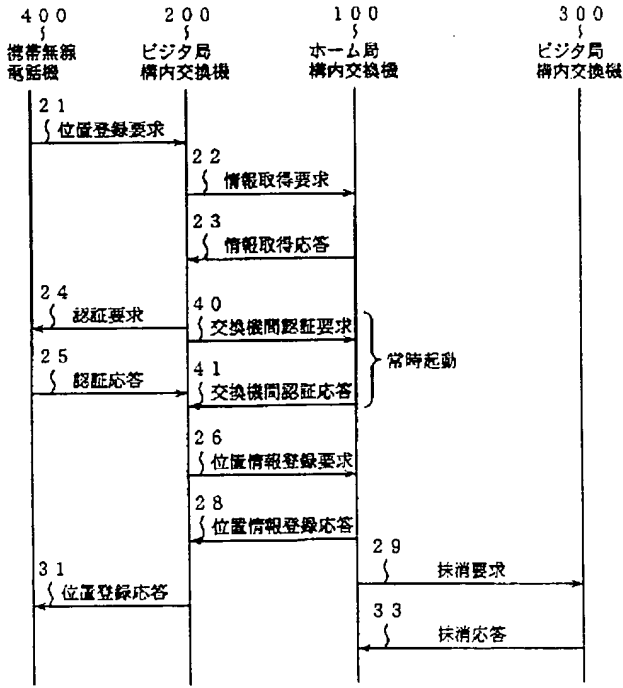 400 200 100 300
携帯無線電話機 ビジタ局構内交換機 ホーム局構内交換機 ビジタ局構内交換機
21
位置登録要求
22
情報取得要求
23
情報取得応答
24
認証要求
40
交換機間認証要求
常時起動
25
認証応答
41
交換機間認証応答
26
位置情報登録要求
28
位置情報登録応答
29
抹消要求
31
位置登録応答
33
抹消応答